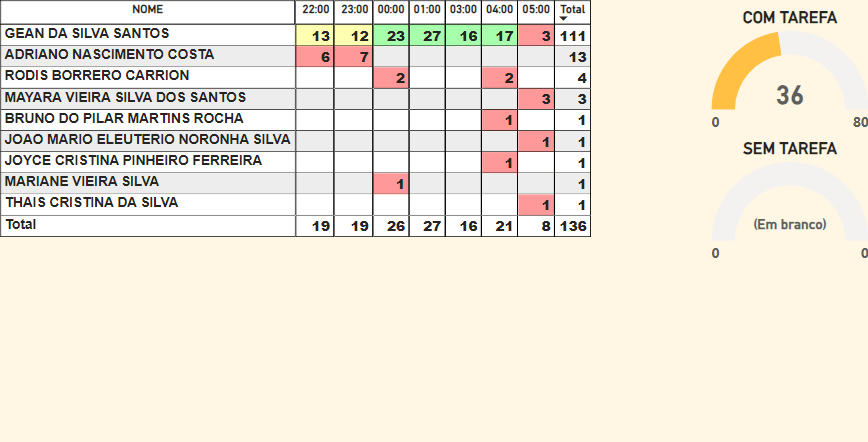 NOME 22:00 23:00 00:00 01:00 03:00 04:00 05:00 Total
GEAN DA SILVA SANTOS 13 12 23 27 16 17 3 111
ADRIANO NASCIMENTO COSTA 6 7 13
RODIS BORRERO CARRION 2 2 4
MAYARA VIEIRA SILVA DOS SANTOS 3 3
BRUNO DO PILAR MARTINS ROCHA 1 1
JOAO MARIO ELEUTERIO NORONHA SILVA 1 1
JOYCE CRISTINA PINHEIRO FERREIRA 1 1
MARIANE VIEIRA SILVA 1 1
THAIS CRISTINA DA SILVA 1 1
Total 19 19 26 27 16 21 8 136
COM TAREFA
36
0 80
SEM TAREFA
(Em branco)
0 0